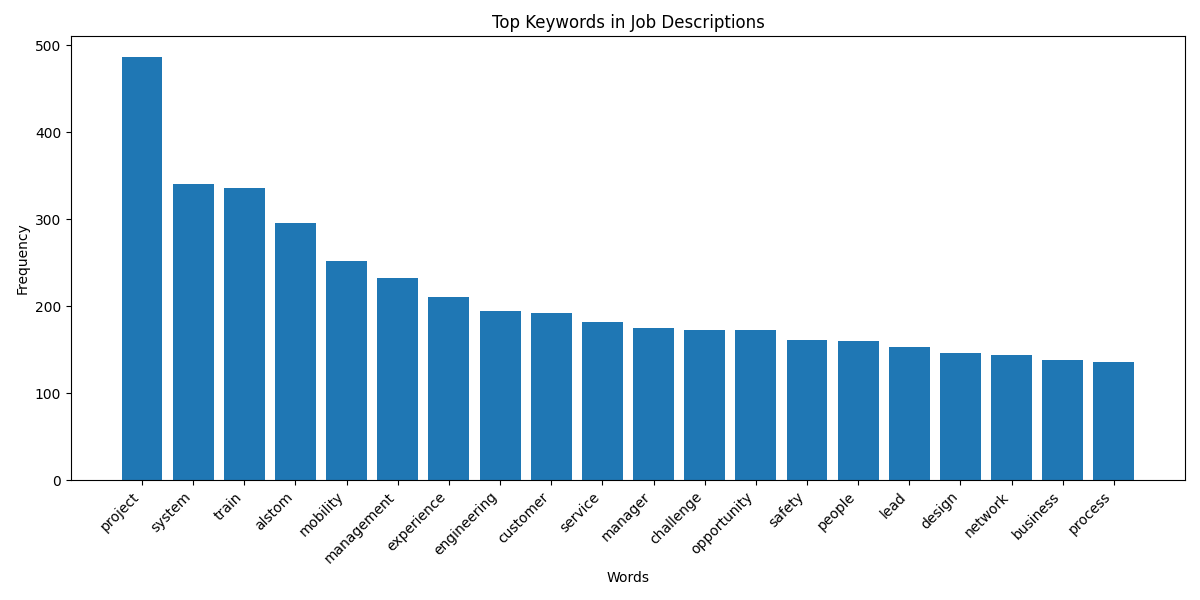 Top Keywords in Job Descriptions
500
400
300
200
100
0
Frequency
project
system
train
alstom
mobility
management
experience
engineering
customer
service
manager
challenge
opportunity
safety
people
lead
design
network
business
process
Words